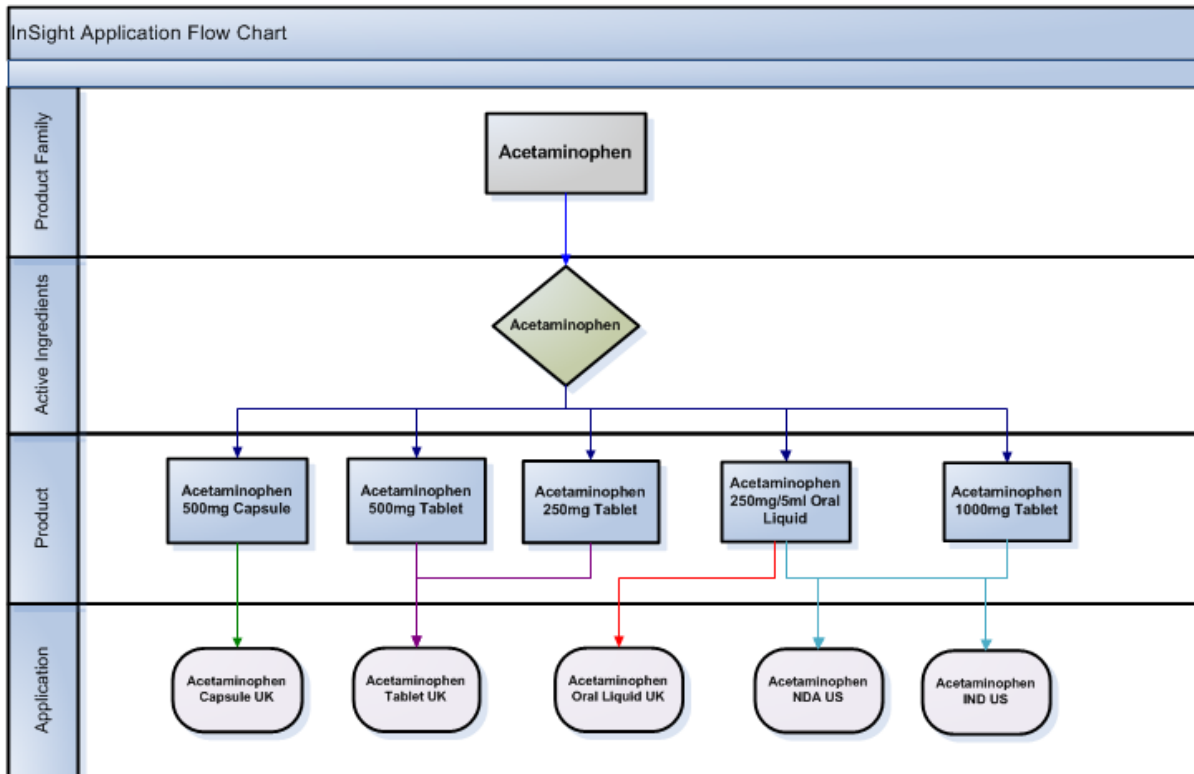 InSight Application Flow Chart
Product Family
Acetaminophen
Active Ingredients
Acetaminophen
Product
Acetaminophen
500mg Capsule
Acetaminophen
500mg Tablet
Acetaminophen
250mg Tablet
Acetaminophen
250mg/5ml Oral
Liquid
Acetaminophen
1000mg Tablet
Application
Acetaminophen
Capsule UK
Acetaminophen
Tablet UK
Acetaminophen
Oral Liquid UK
Acetaminophen
NDA US
Acetaminophen
IND US